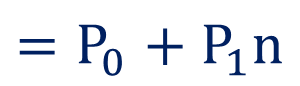 = P₀ + P₁n